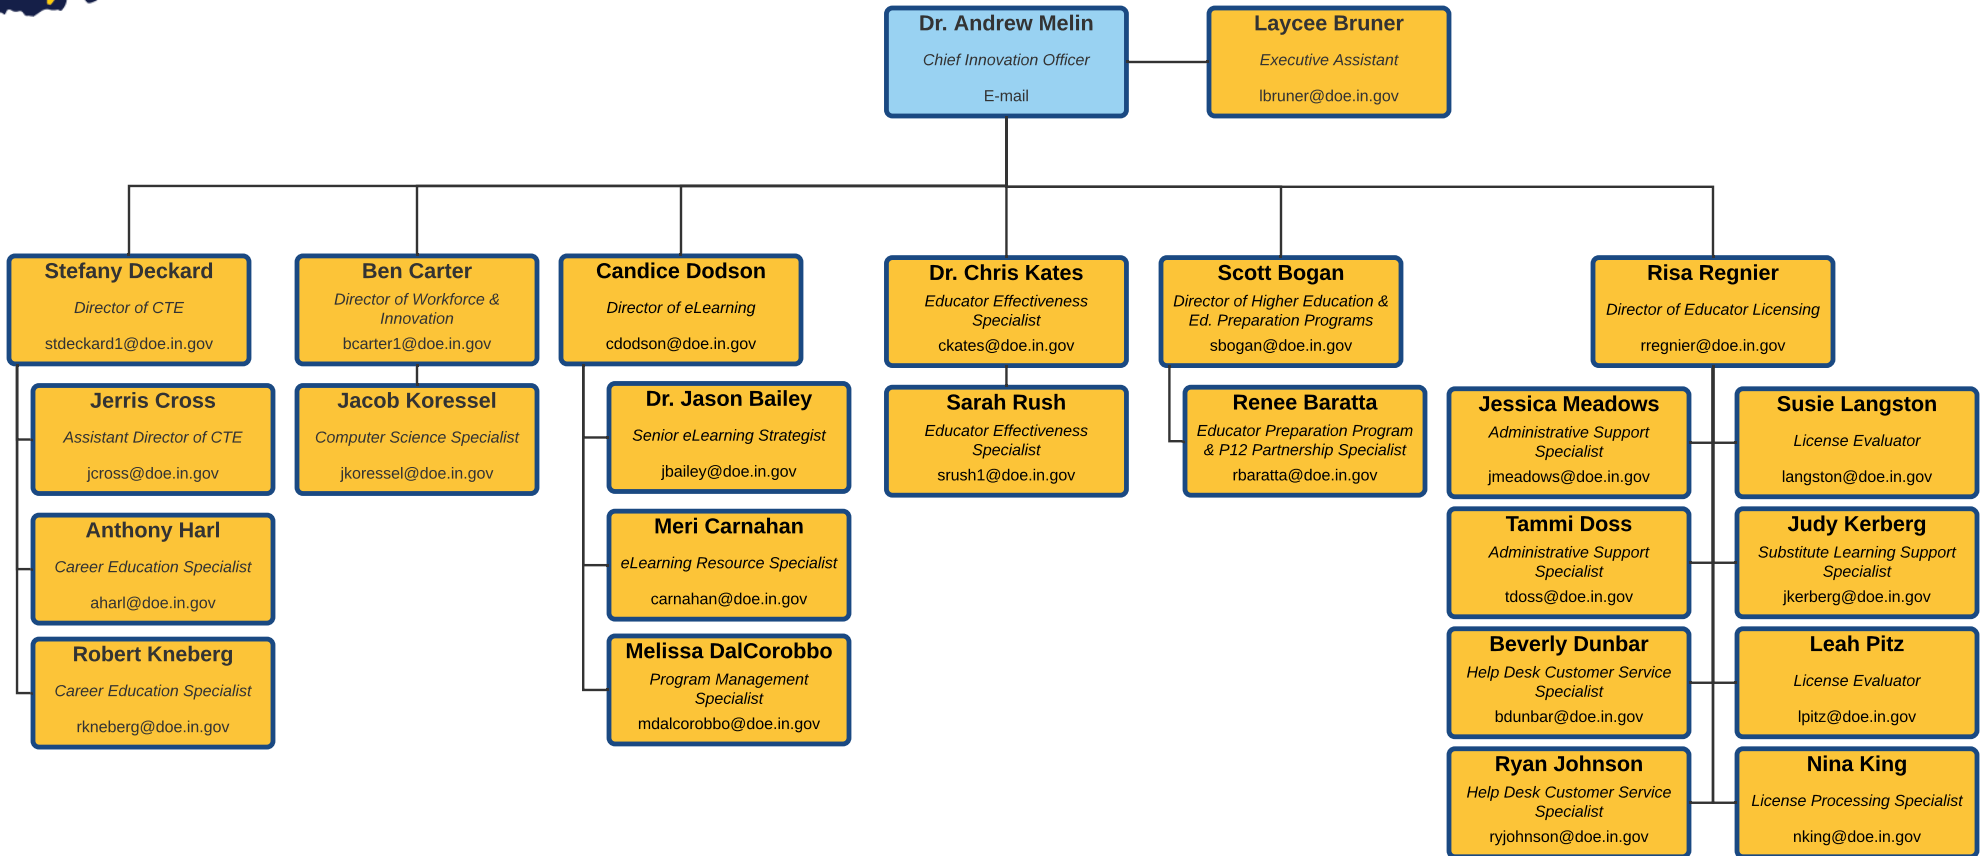 Dr. Andrew Melin
Chief Innovation Officer
E-mail
Laycee Bruner
Executive Assistant
lbruner@doe.in.gov
Stefany Deckard
Director of CTE
stdeckard1@doe.in.gov
Jerris Cross
Assistant Director of CTE
jcross@doe.in.gov
Anthony Harl
Career Education Specialist
aharl@doe.in.gov
Robert Kneberg
Career Education Specialist
rkneberg@doe.in.gov
Ben Carter
Director of Workforce &
Innovation
bcarter1@doe.in.gov
Jacob Koressel
Computer Science Specialist
jkoressel@doe.in.gov
Candice Dodson
Director of eLearning
cdodson@doe.in.gov
Dr. Jason Bailey
Senior eLearning Strategist
jbailey@doe.in.gov
Meri Carnahan
eLearning Resource Specialist
carnahan@doe.in.gov
Melissa DalCorobbo
Program Management
Specialist
mdalcorobbo@doe.in.gov
Dr. Chris Kates
Educator Effectiveness
Specialist
ckates@doe.in.gov
Sarah Rush
Educator Effectiveness
Specialist
srush1@doe.in.gov
Scott Bogan
Director of Higher Education &
Ed. Preparation Programs
sbogan@doe.in.gov
Renee Baratta
Educator Preparation Program
& P12 Partnership Specialist
rbaratta@doe.in.gov
Risa Regnier
Director of Educator Licensing
rregnier@doe.in.gov
Jessica Meadows
Administrative Support
Specialist
jmeadows@doe.in.gov
Susie Langston
License Evaluator
langston@doe.in.gov
Tammi Doss
Administrative Support
Specialist
tdoss@doe.in.gov
Judy Kerberg
Substitute Learning Support
Specialist
jkerberg@doe.in.gov
Beverly Dunbar
Help Desk Customer Service
Specialist
bdunbar@doe.in.gov
Leah Pitz
License Evaluator
lpitz@doe.in.gov
Ryan Johnson
Help Desk Customer Service
Specialist
ryjohnson@doe.in.gov
Nina King
License Processing Specialist
nking@doe.in.gov